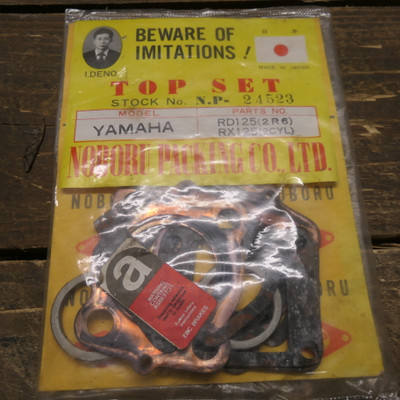 BEWARE OF
IMITATIONS!
I.DENO
MADE IN JAPAN
TOP SET
STOCK No. N.P- 24523
MODEL
PARTS NO.
YAMAHA
RD125(2R6)
RX125(2CYL)
NOBORU PACKING CO., LTD.
NOBORU
a